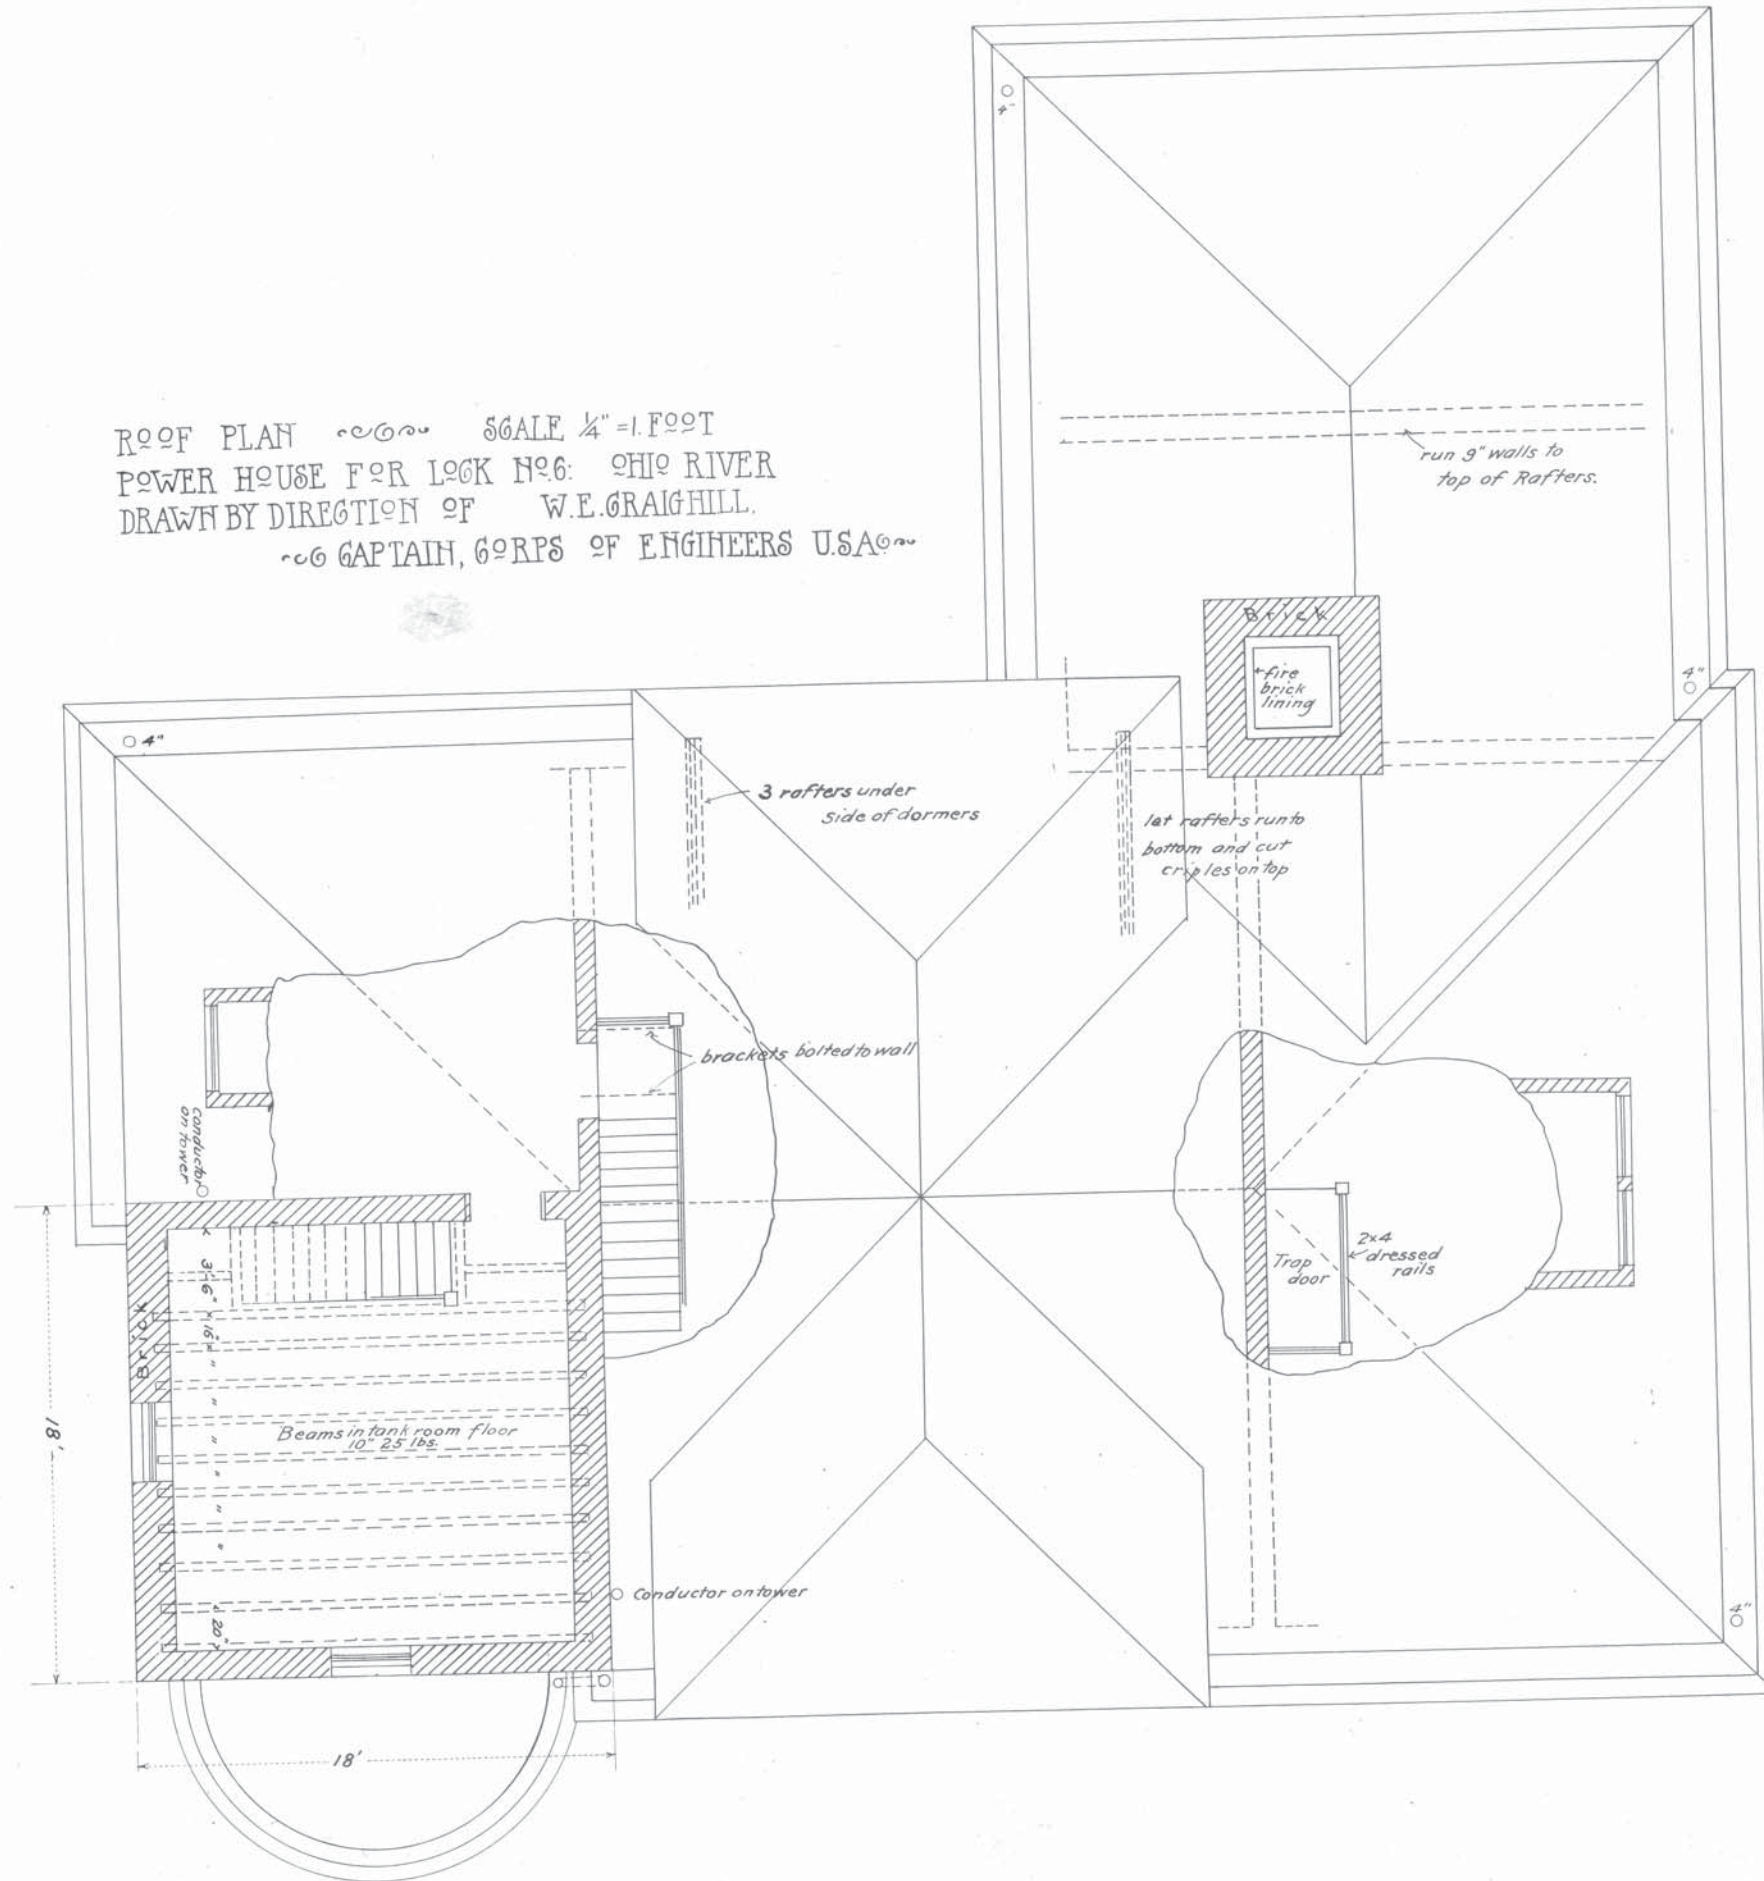 ROOF PLAN SCALE 1/4" = 1. FOOT
POWER HOUSE FOR LOCK No. 6: OHIO RIVER
DRAWN BY DIRECTION OF W.E. CRAIGHILL.
CAPTAIN, CORPS OF ENGINEERS U.S.A
4"
run 9" walls to
top of Rafters.
Brick
fire
brick
lining
4"
4"
3 rafters under
side of dormers
let rafters run to
bottom and cut
criples on top
brackets bolted to wall
conductor
on tower
2x4
dressed
rails
Trap
door
Brick
3'-6"
16"
"
"
"
"
"
"
20"
Beams in tank room floor
10" 25 lbs.
18'
Conductor on tower
4"
18'